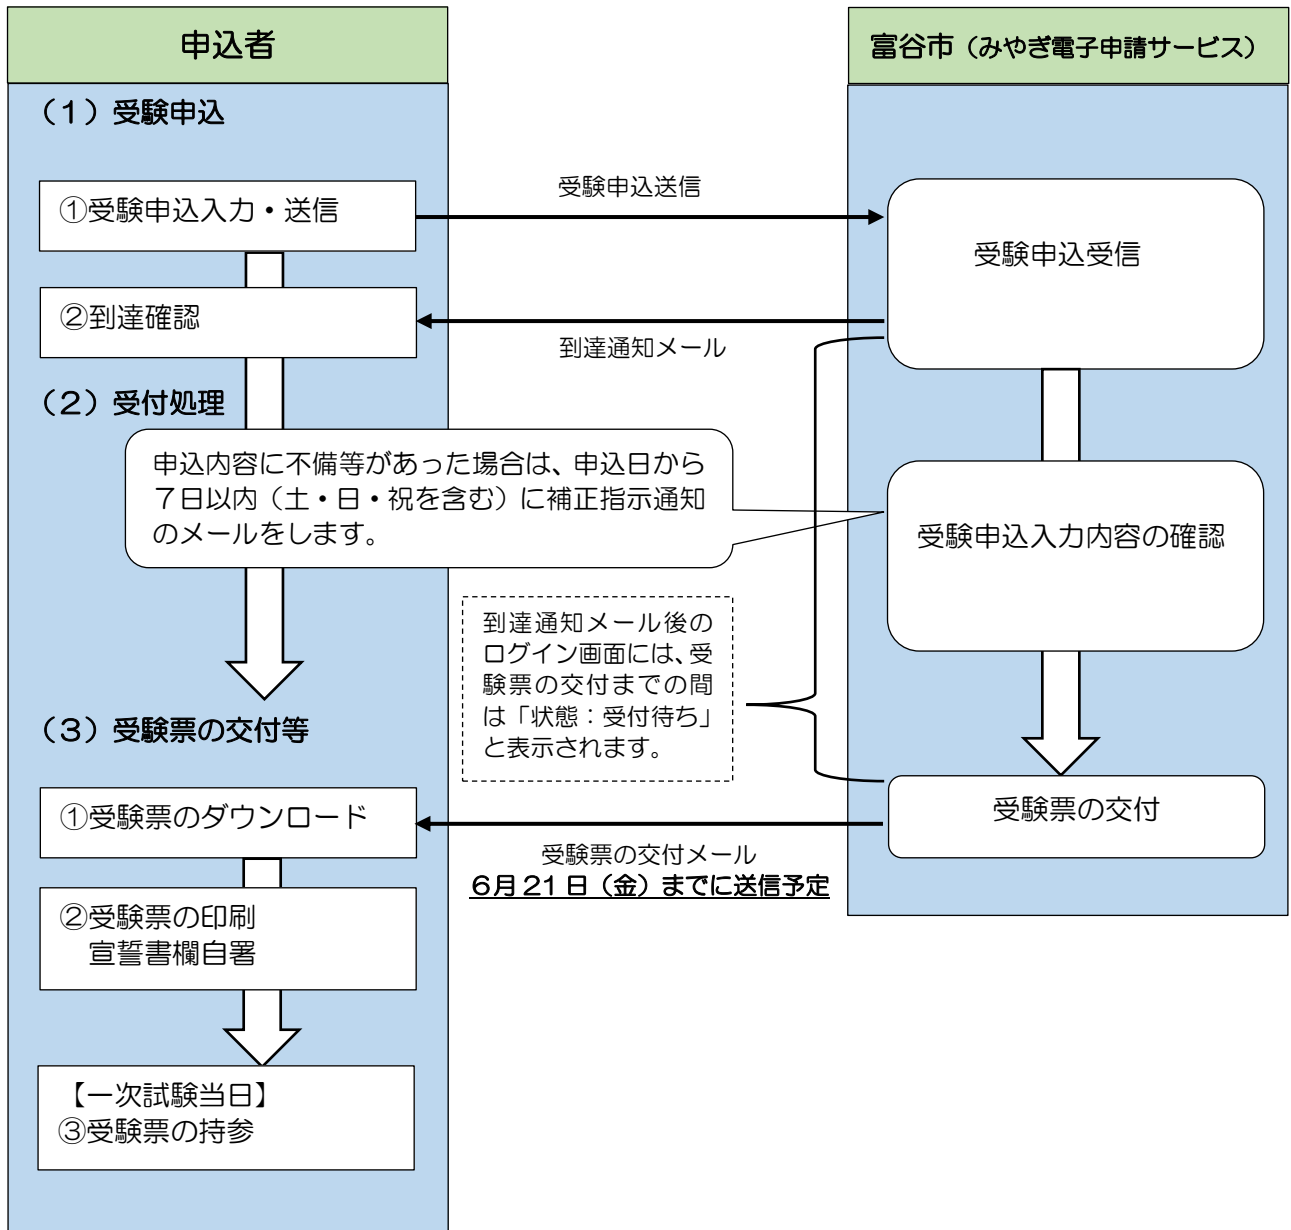 申込者
富谷市（みやぎ電子申請サービス）
（１）受験申込
①受験申込入力・送信
受験申込送信
受験申込受信
②到達確認
到達通知メール
（２）受付処理
申込内容に不備等があった場合は、申込日から
７日以内（土・日・祝を含む）に補正指示通知
のメールをします。
受験申込入力内容の確認
到達通知メール後の
ログイン画面には、受
験票の交付までの間
は「状態：受付待ち」
と表示されます。
（３）受験票の交付等
①受験票のダウンロード
受験票の交付
受験票の交付メール
６月21日（金）までに送信予定
②受験票の印刷
宣誓書欄自署
【一次試験当日】
③受験票の持参